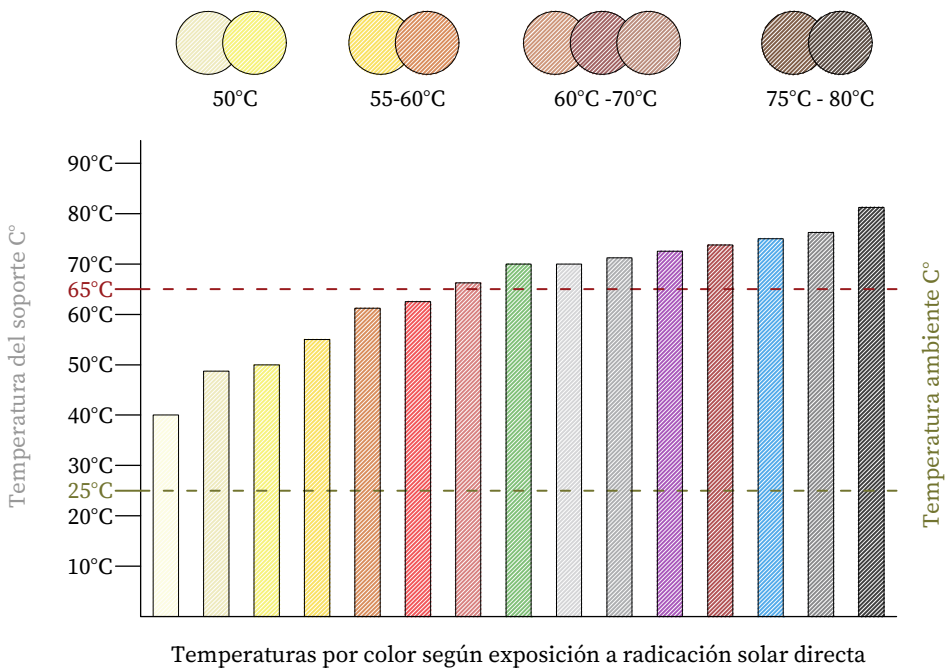 50°C
55-60°C
60°C -70°C
75°C - 80°C
90°C
80°C
70°C
65°C
60°C
50°C
40°C
30°C
25°C
20°C
10°C
Temperatura del soporte C°
Temperatura ambiente C°
Temperaturas por color según exposición a radicación solar directa